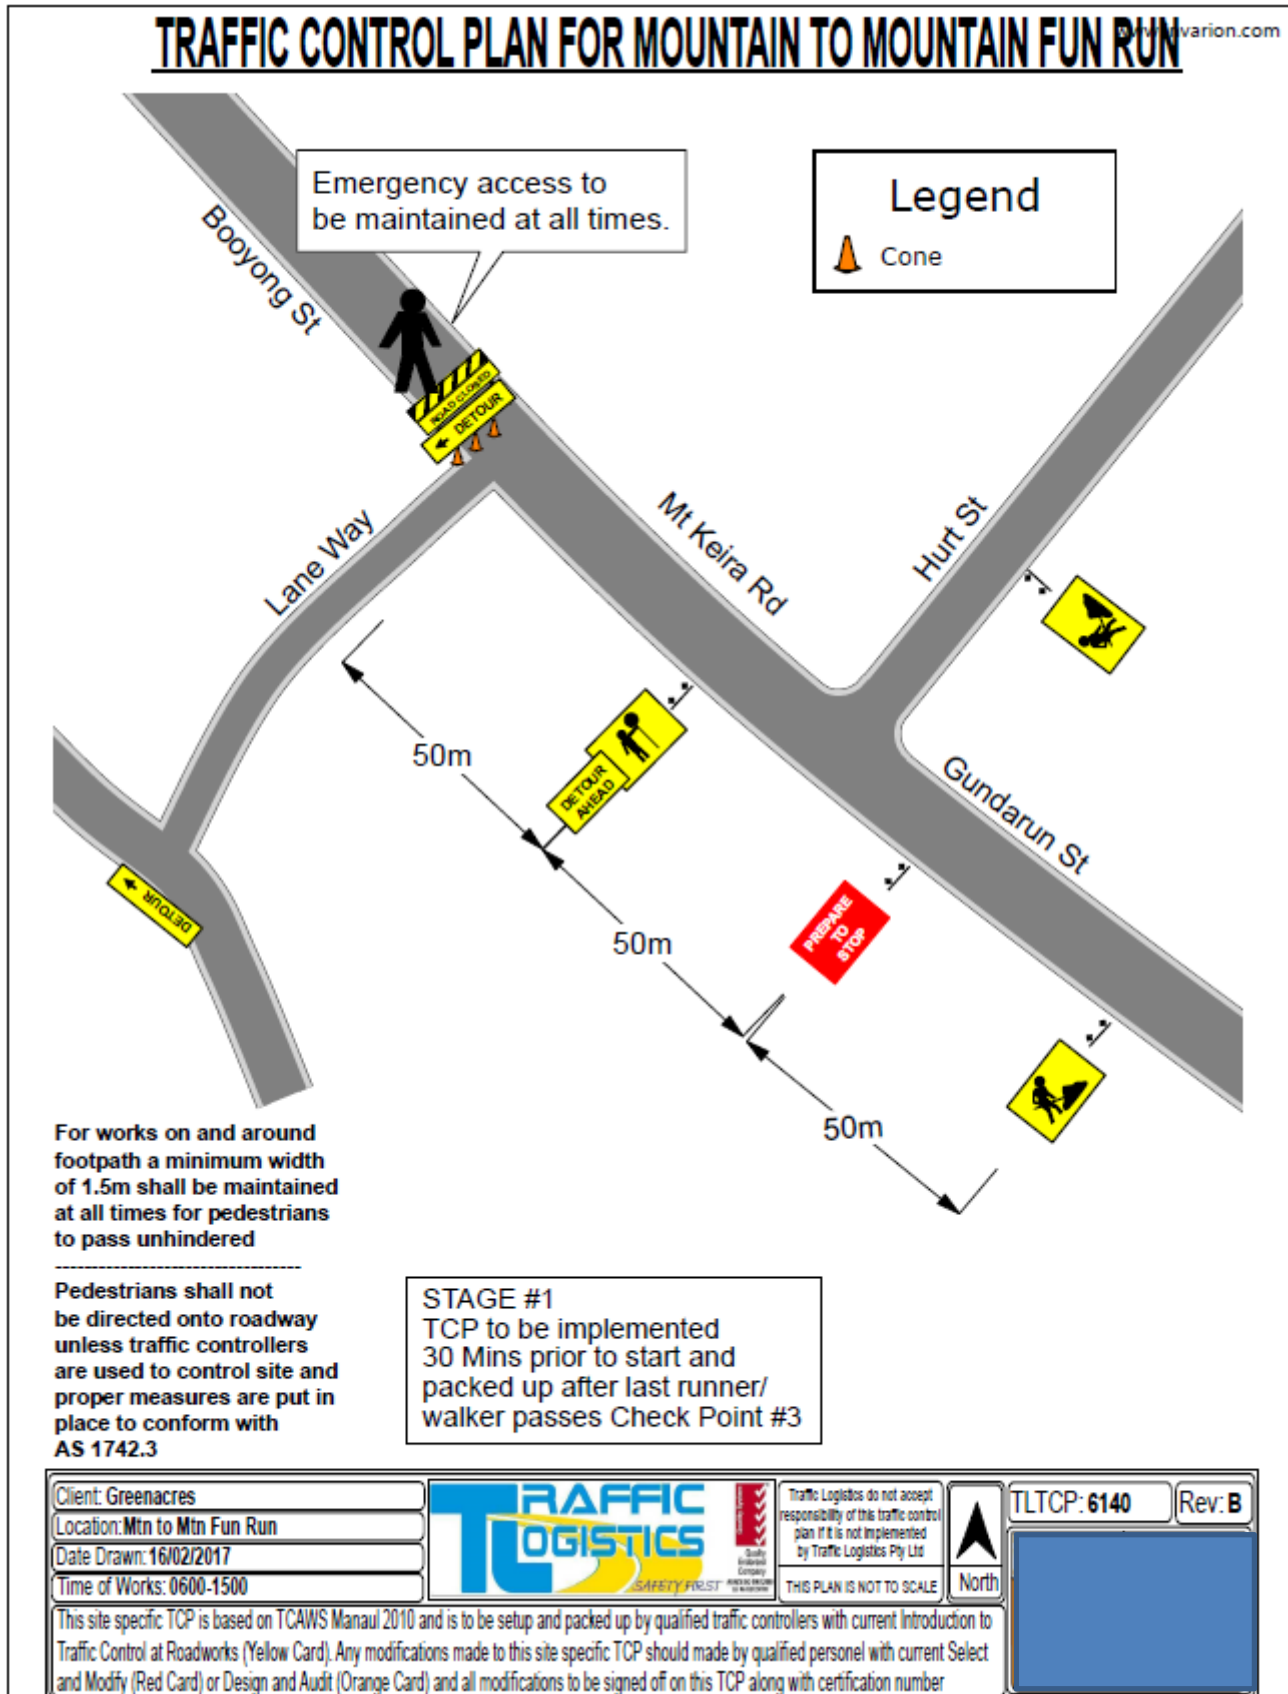 TRAFFIC CONTROL PLAN FOR MOUNTAIN TO MOUNTAIN FUN RUN
Emergency access to
be maintained at all times.
Legend
Cone
Booyong St
ROAD CLOSED
DETOUR
Lane Way
Mt Keira Rd
Hurt St
50m
DETOUR
AHEAD
Gundarun St
DETOUR
50m
PREPARE
TO
STOP
50m
For works on and around
footpath a minimum width
of 1.5m shall be maintained
at all times for pedestrians
to pass unhindered
-----------------------------------
Pedestrians shall not
be directed onto roadway
unless traffic controllers
are used to control site and
proper measures are put in
place to conform with
AS 1742.3
STAGE #1
TCP to be implemented
30 Mins prior to start and
packed up after last runner/
walker passes Check Point #3
Client: Greenacres
Location: Mtn to Mtn Fun Run
Date Drawn: 16/02/2017
Time of Works: 0600-1500
TRAFFIC
LOGISTICS
SAFETY FIRST
Quality System
Quality
Endorsed
Company
Traffic Logistics do not accept
responsibility of this traffic control
plan if it is not implemented
by Traffic Logistics Pty Ltd
THIS PLAN IS NOT TO SCALE
North
TLTCP: 6140
Rev: B
This site specific TCP is based on TCAWS Manaul 2010 and is to be setup and packed up by qualified traffic controllers with current Introduction to
Traffic Control at Roadworks (Yellow Card). Any modifications made to this site specific TCP should made by qualified personel with current Select
and Modify (Red Card) or Design and Audit (Orange Card) and all modifications to be signed off on this TCP along with certification number